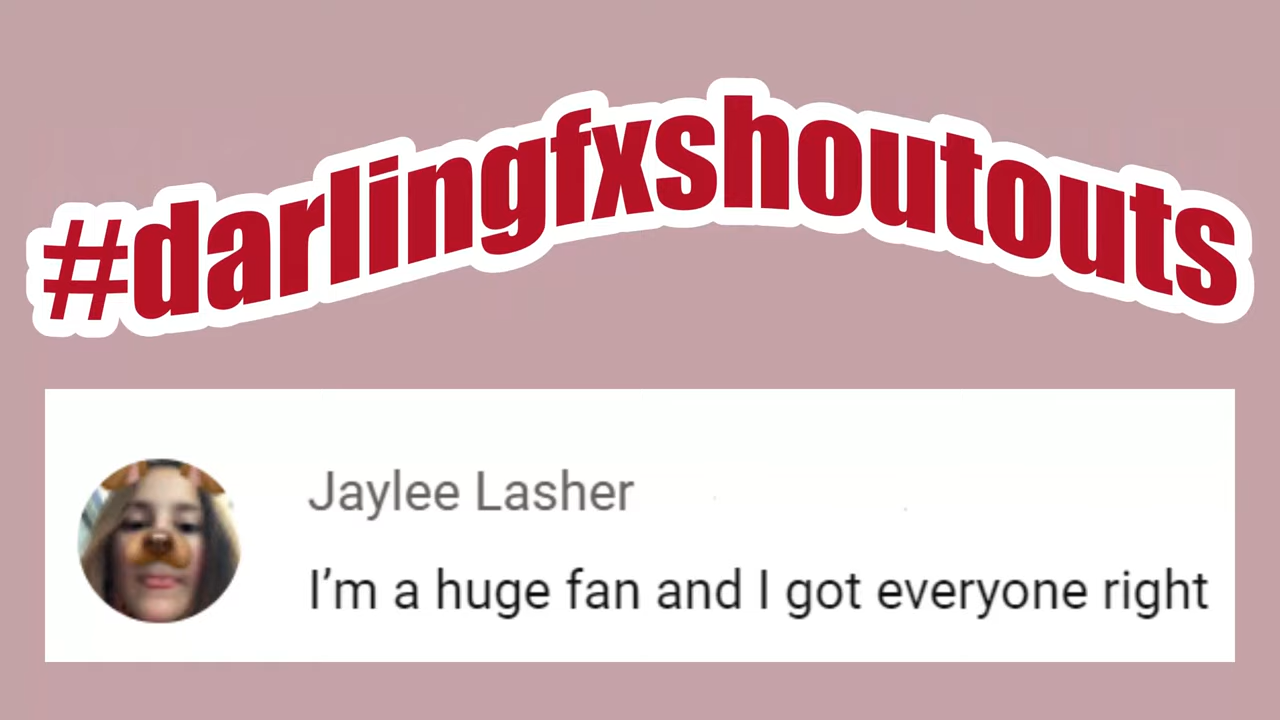 #darlingfxshoutouts
Jaylee Lasher
I’m a huge fan and I got everyone right